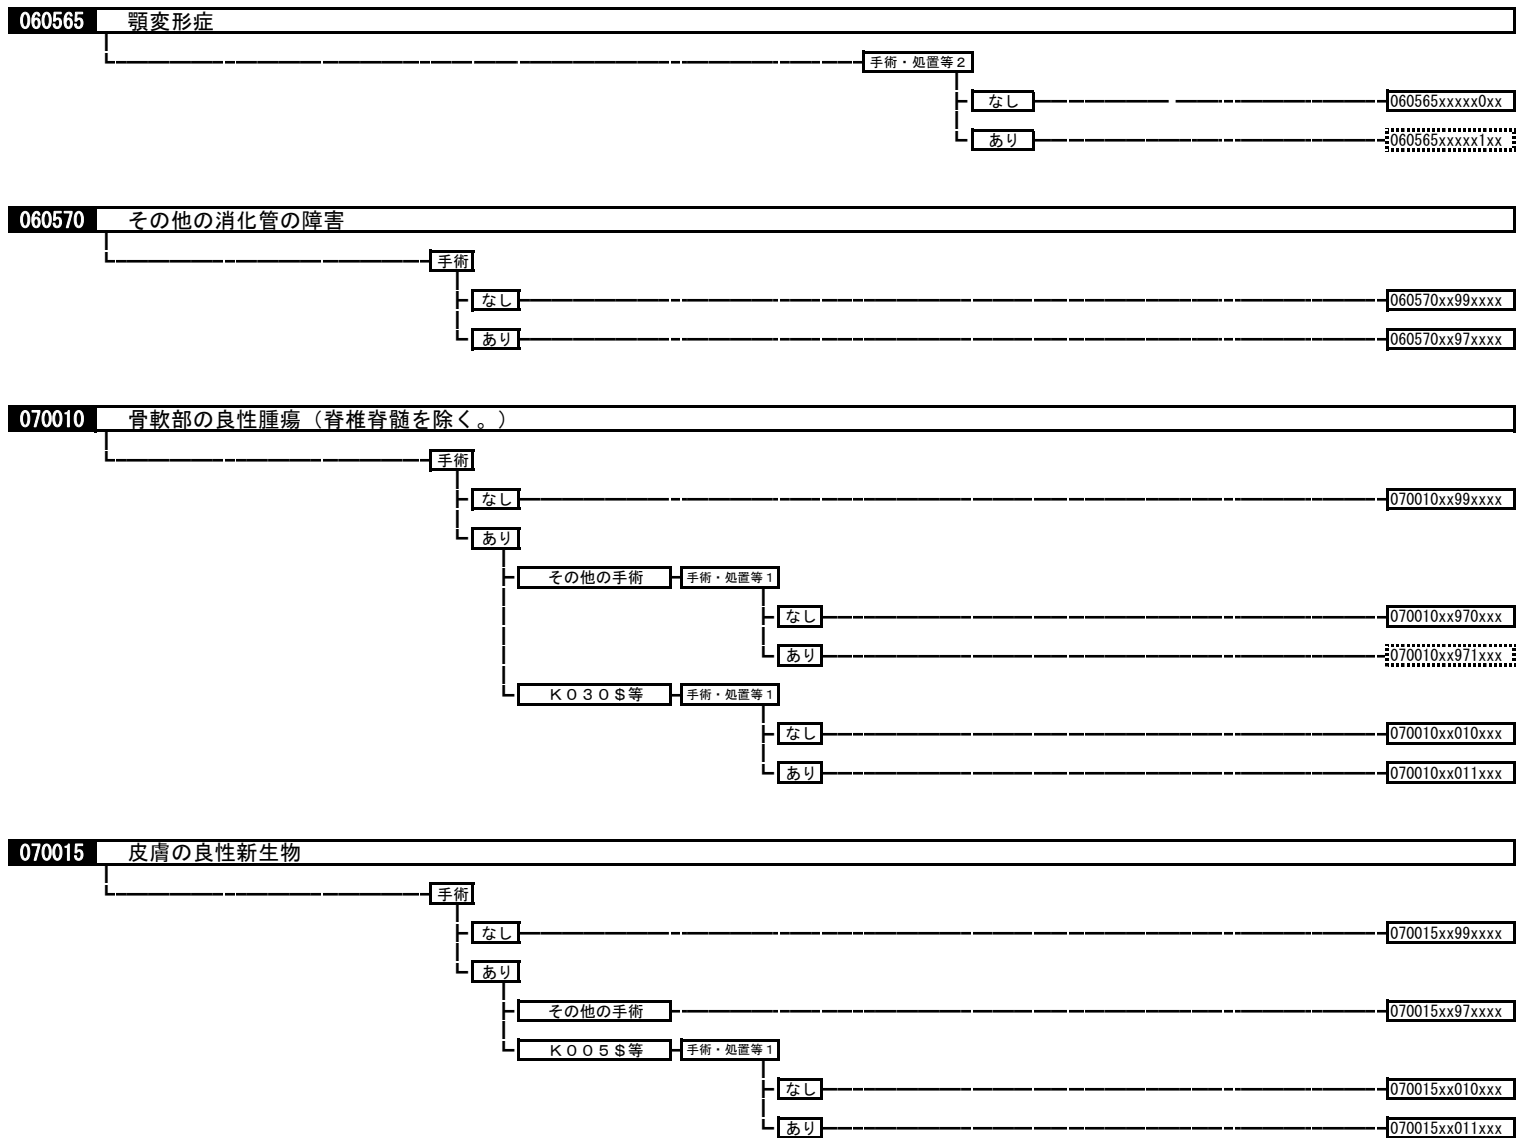 060565 顎変形症
手術・処置等２
なし 060565xxxxx0xx
あり 060565xxxxx1xx
060570 その他の消化管の障害
手術
なし 060570xx99xxxx
あり 060570xx97xxxx
070010 骨軟部の良性腫瘍（脊椎脊髄を除く。）
手術
なし 070010xx99xxxx
あり
その他の手術 手術・処置等１
なし 070010xx970xxx
あり 070010xx971xxx
Ｋ０３０＄等 手術・処置等１
なし 070010xx010xxx
あり 070010xx011xxx
070015 皮膚の良性新生物
手術
なし 070015xx99xxxx
あり
その他の手術 070015xx97xxxx
Ｋ００５＄等 手術・処置等１
なし 070015xx010xxx
あり 070015xx011xxx